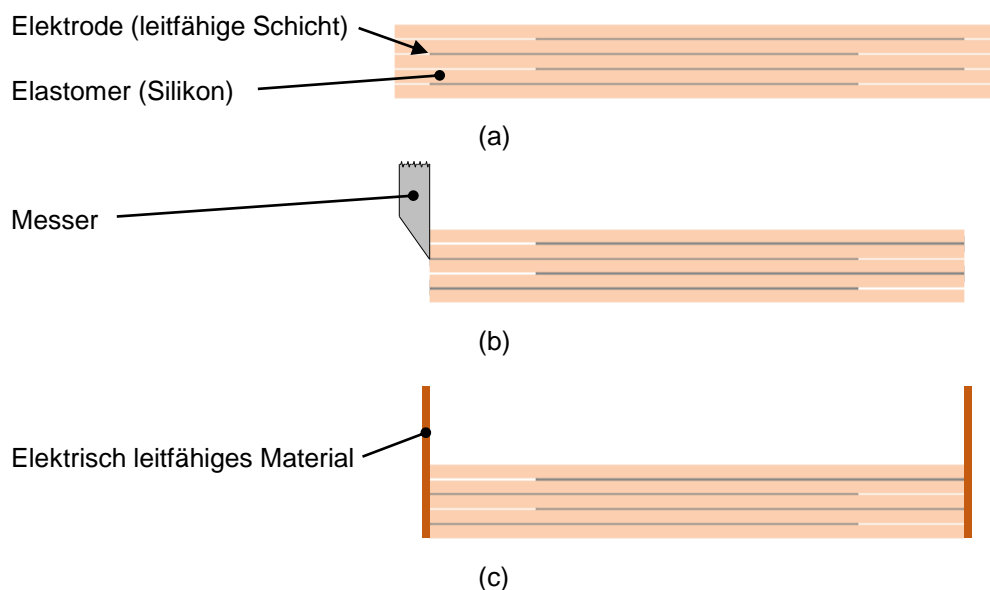 Elektrode (leitfähige Schicht)
Elastomer (Silikon)
(a)
Messer
(b)
Elektrisch leitfähiges Material
(c)